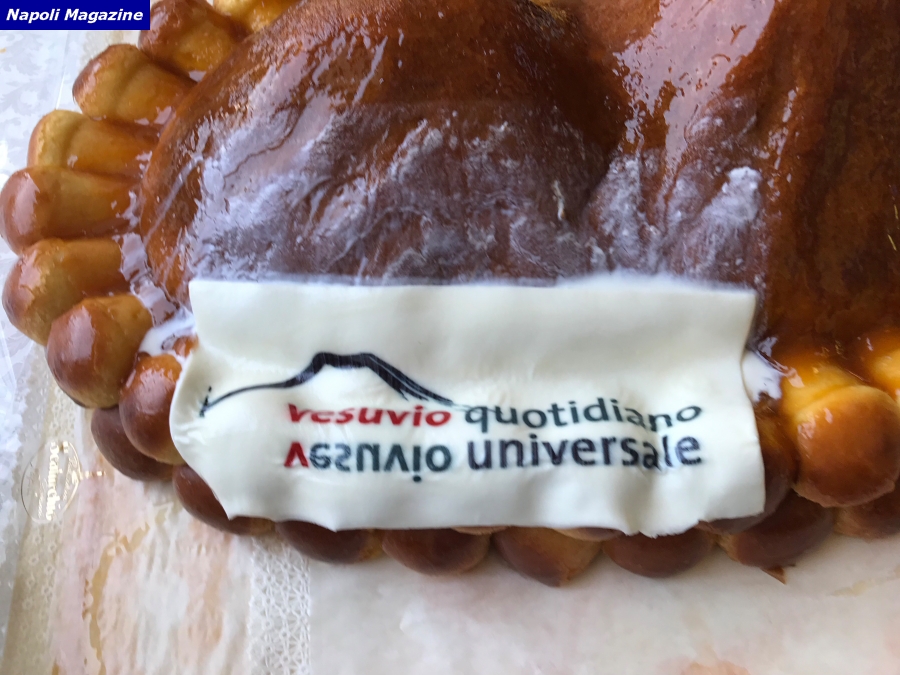 Napoli Magazine
vesuvio quotidiano
vesuvio universale